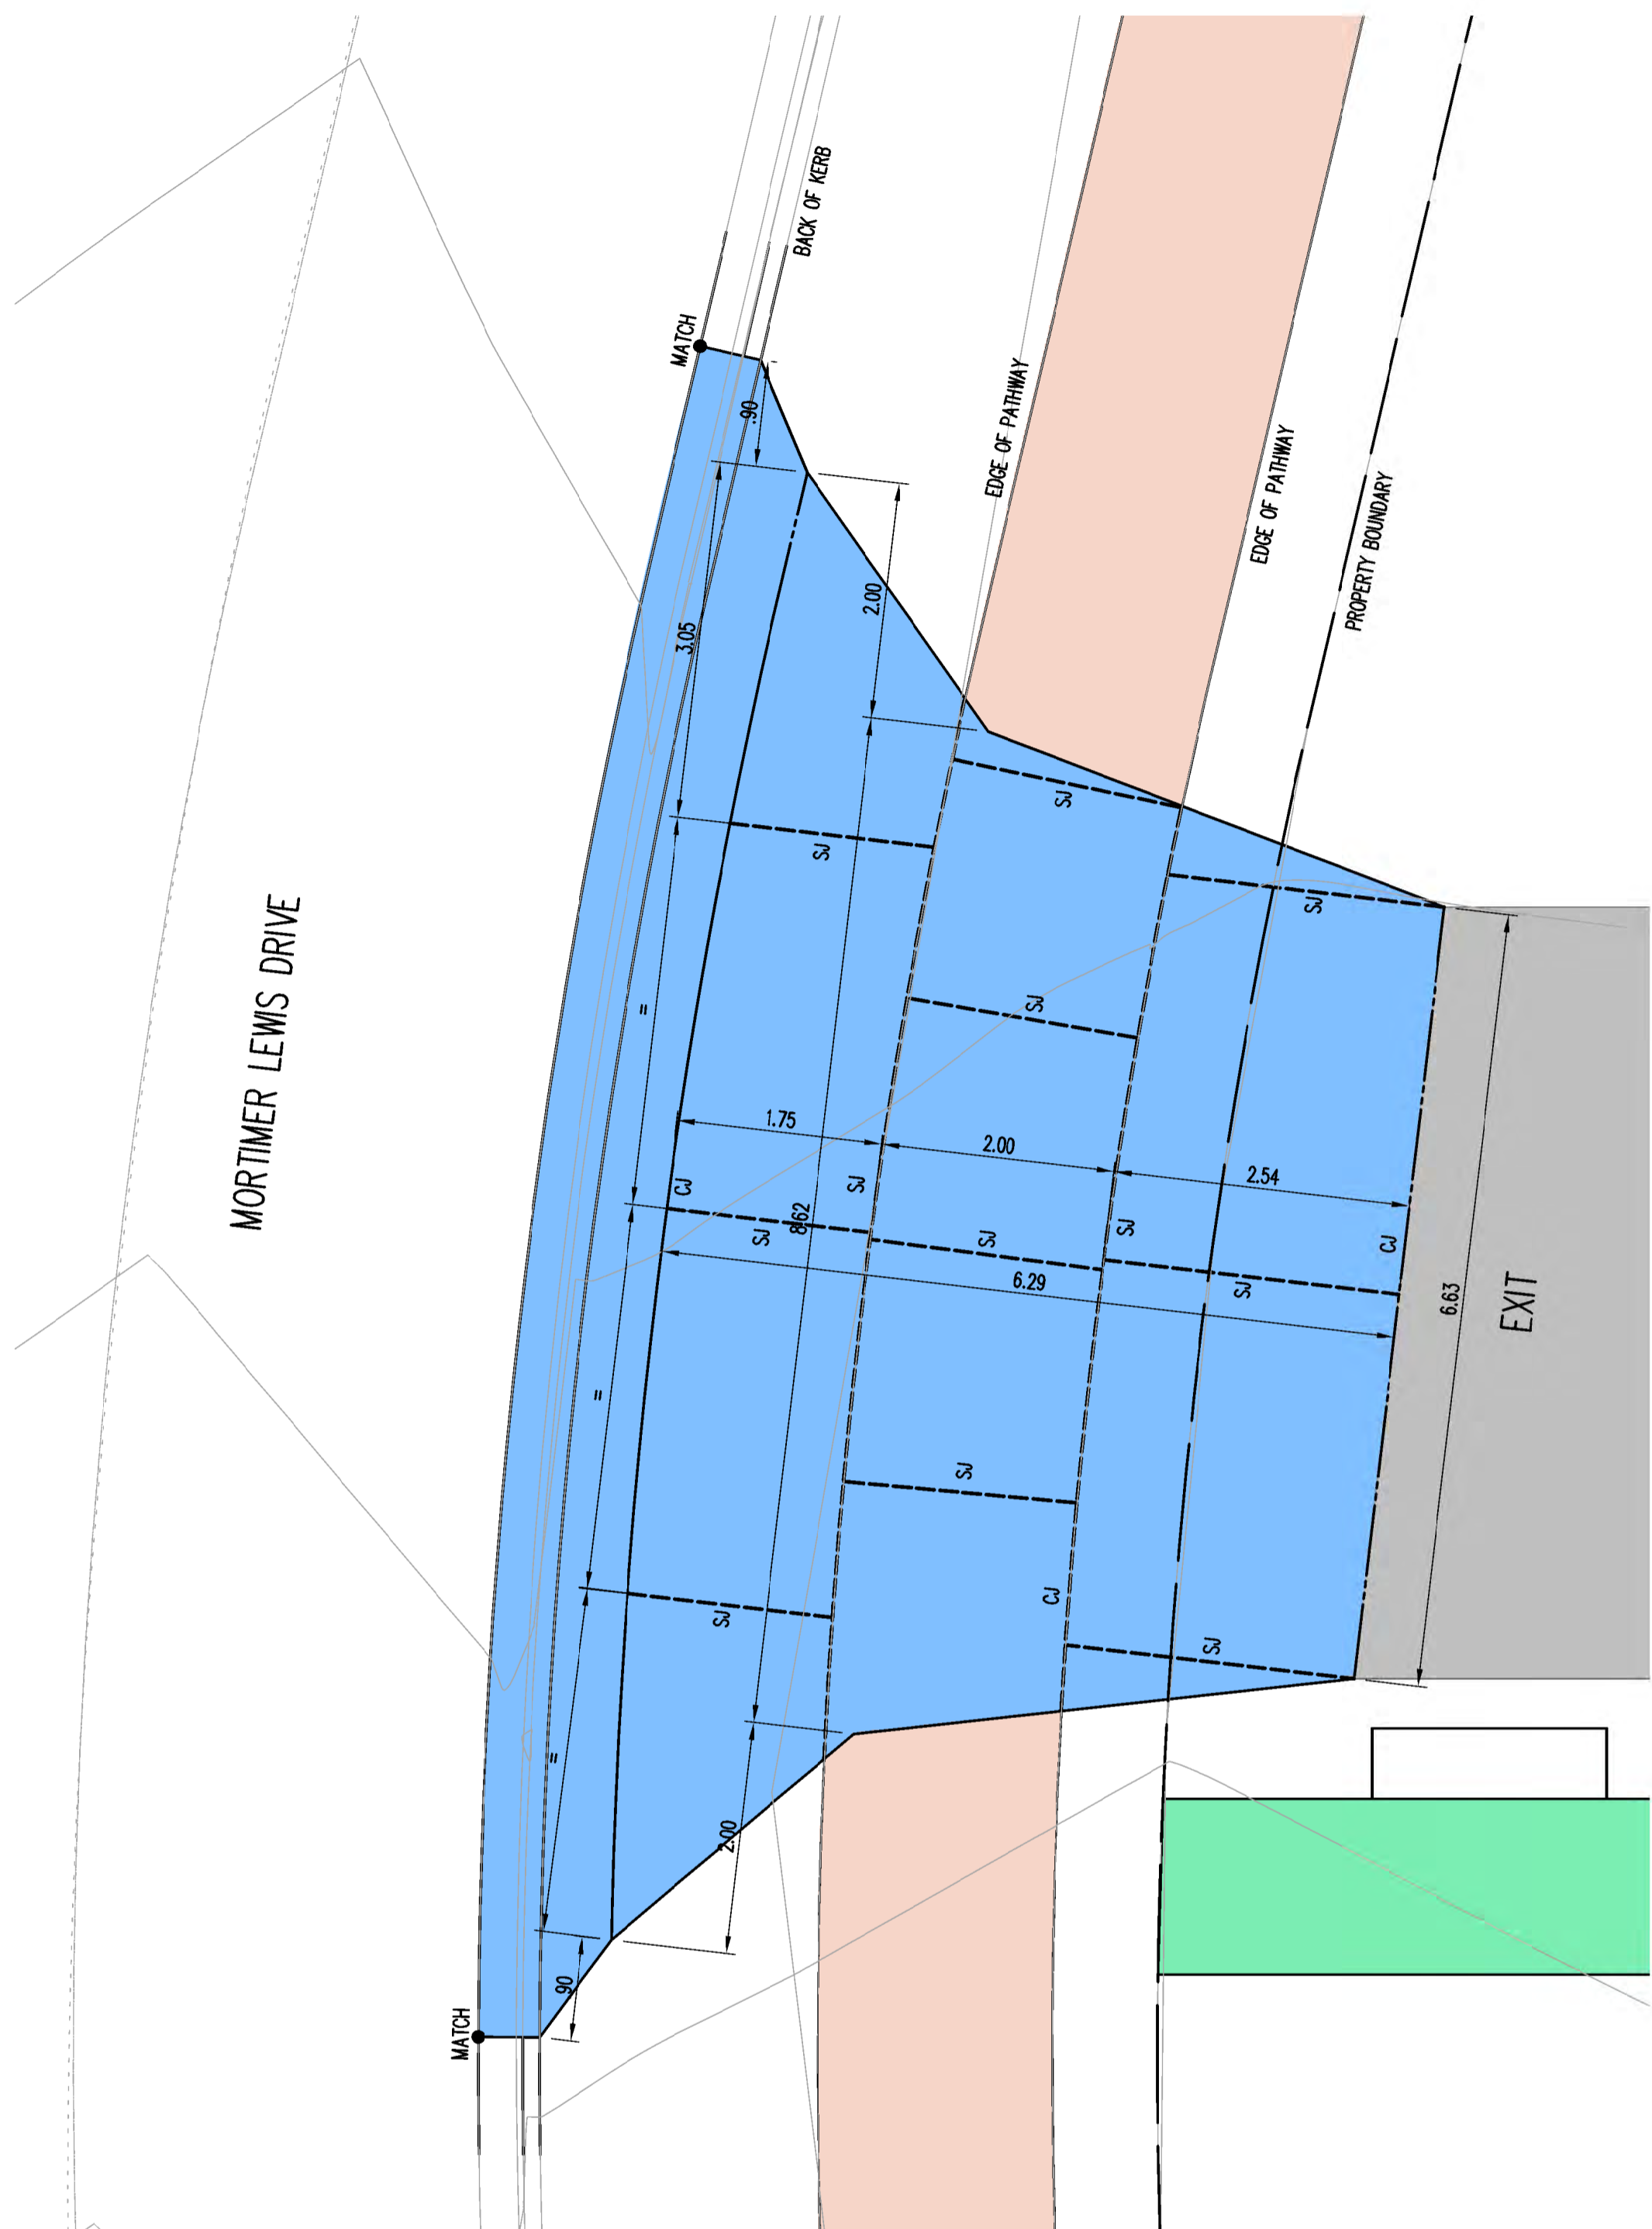 BACK OF KERB
MATCH
.90
EDGE OF PATHWAY
EDGE OF PATHWAY
PROPERTY BOUNDARY
2.00
3.05
SJ
SJ
SJ
MORTIMER LEWIS DRIVE
=
SJ
1.75
2.00
2.54
CJ
SJ
SJ
8.62
SJ
SJ
CJ
6.29
SJ
6.63
EXIT
=
SJ
CJ
SJ
SJ
=
2.00
.90
MATCH